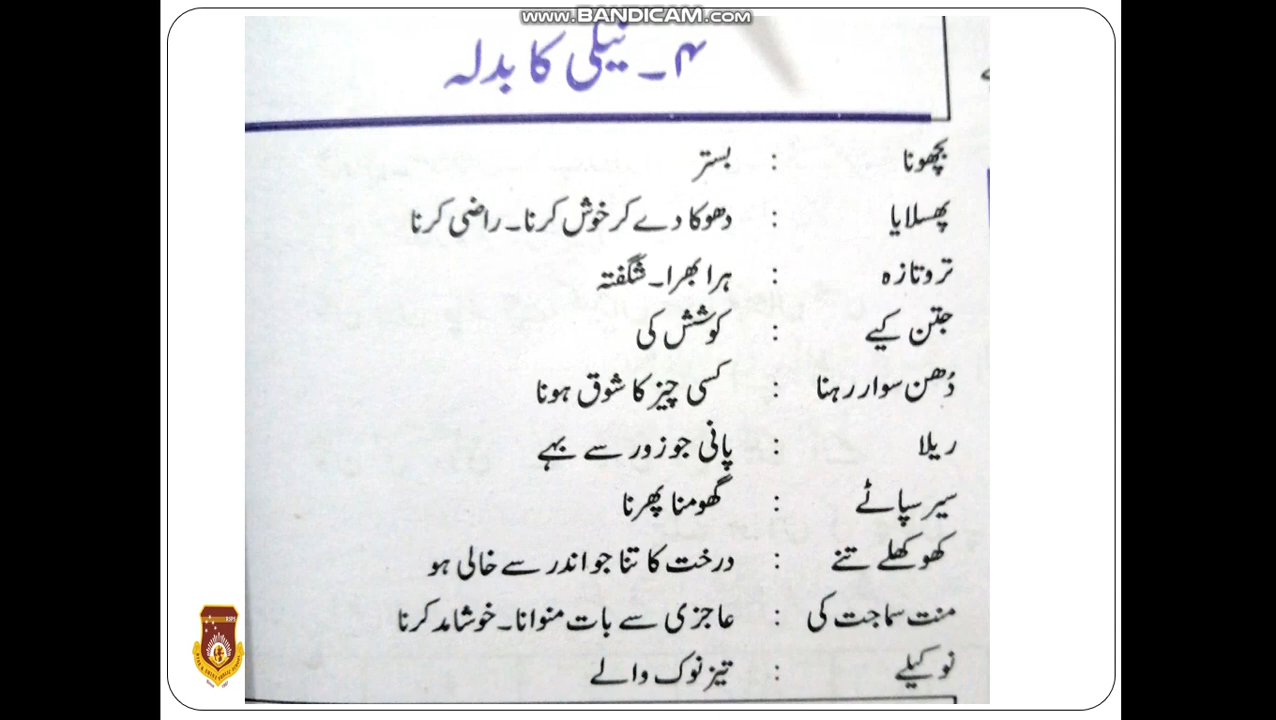 www.BANDICAM.com
۴۔ نیکی کا بدلہ
بچھونا : بستر
پھسلایا : دھوکا دے کر خوش کرنا۔ راضی کرنا
تروتازہ : ہرا بھرا۔ شگفتہ
جتن کیے : کوشش کی
دُھن سوار رہنا : کسی چیز کا شوق ہونا
ریلا : پانی جو زور سے بہے
سیر سپاٹے : گھومنا پھرنا
کھوکھلے تنے : درخت کا تنا جو اندر سے خالی ہو
منت سماجت کی : عاجزی سے بات منوانا۔ خوشامد کرنا
نوکیلے : تیز نوک والے